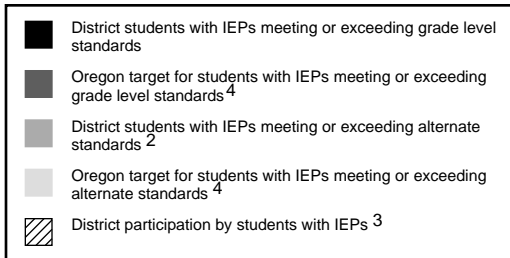 District students with IEPs meeting or exceeding grade level
standards
Oregon target for students with IEPs meeting or exceeding
grade level standards 4
District students with IEPs meeting or exceeding alternate
standards 2
Oregon target for students with IEPs meeting or exceeding
alternate standards 4
District participation by students with IEPs 3